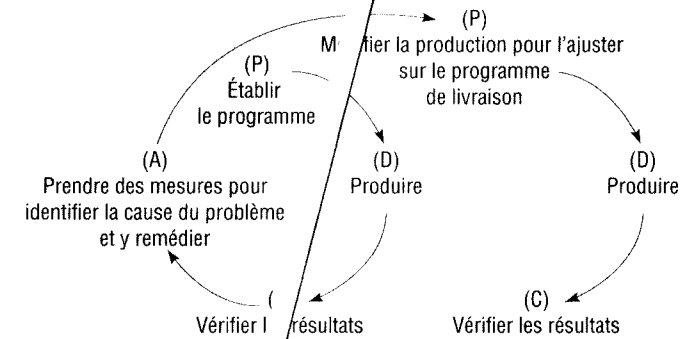 (P)
Établir
le programme
(D)
Produire
(A)
Prendre des mesures pour
identifier la cause du problème
et y remédier
Vérifier résultats
(P)
la production pour l'ajuster
sur le programme
de livraison
(D)
Produire
(C)
Vérifier les résultats